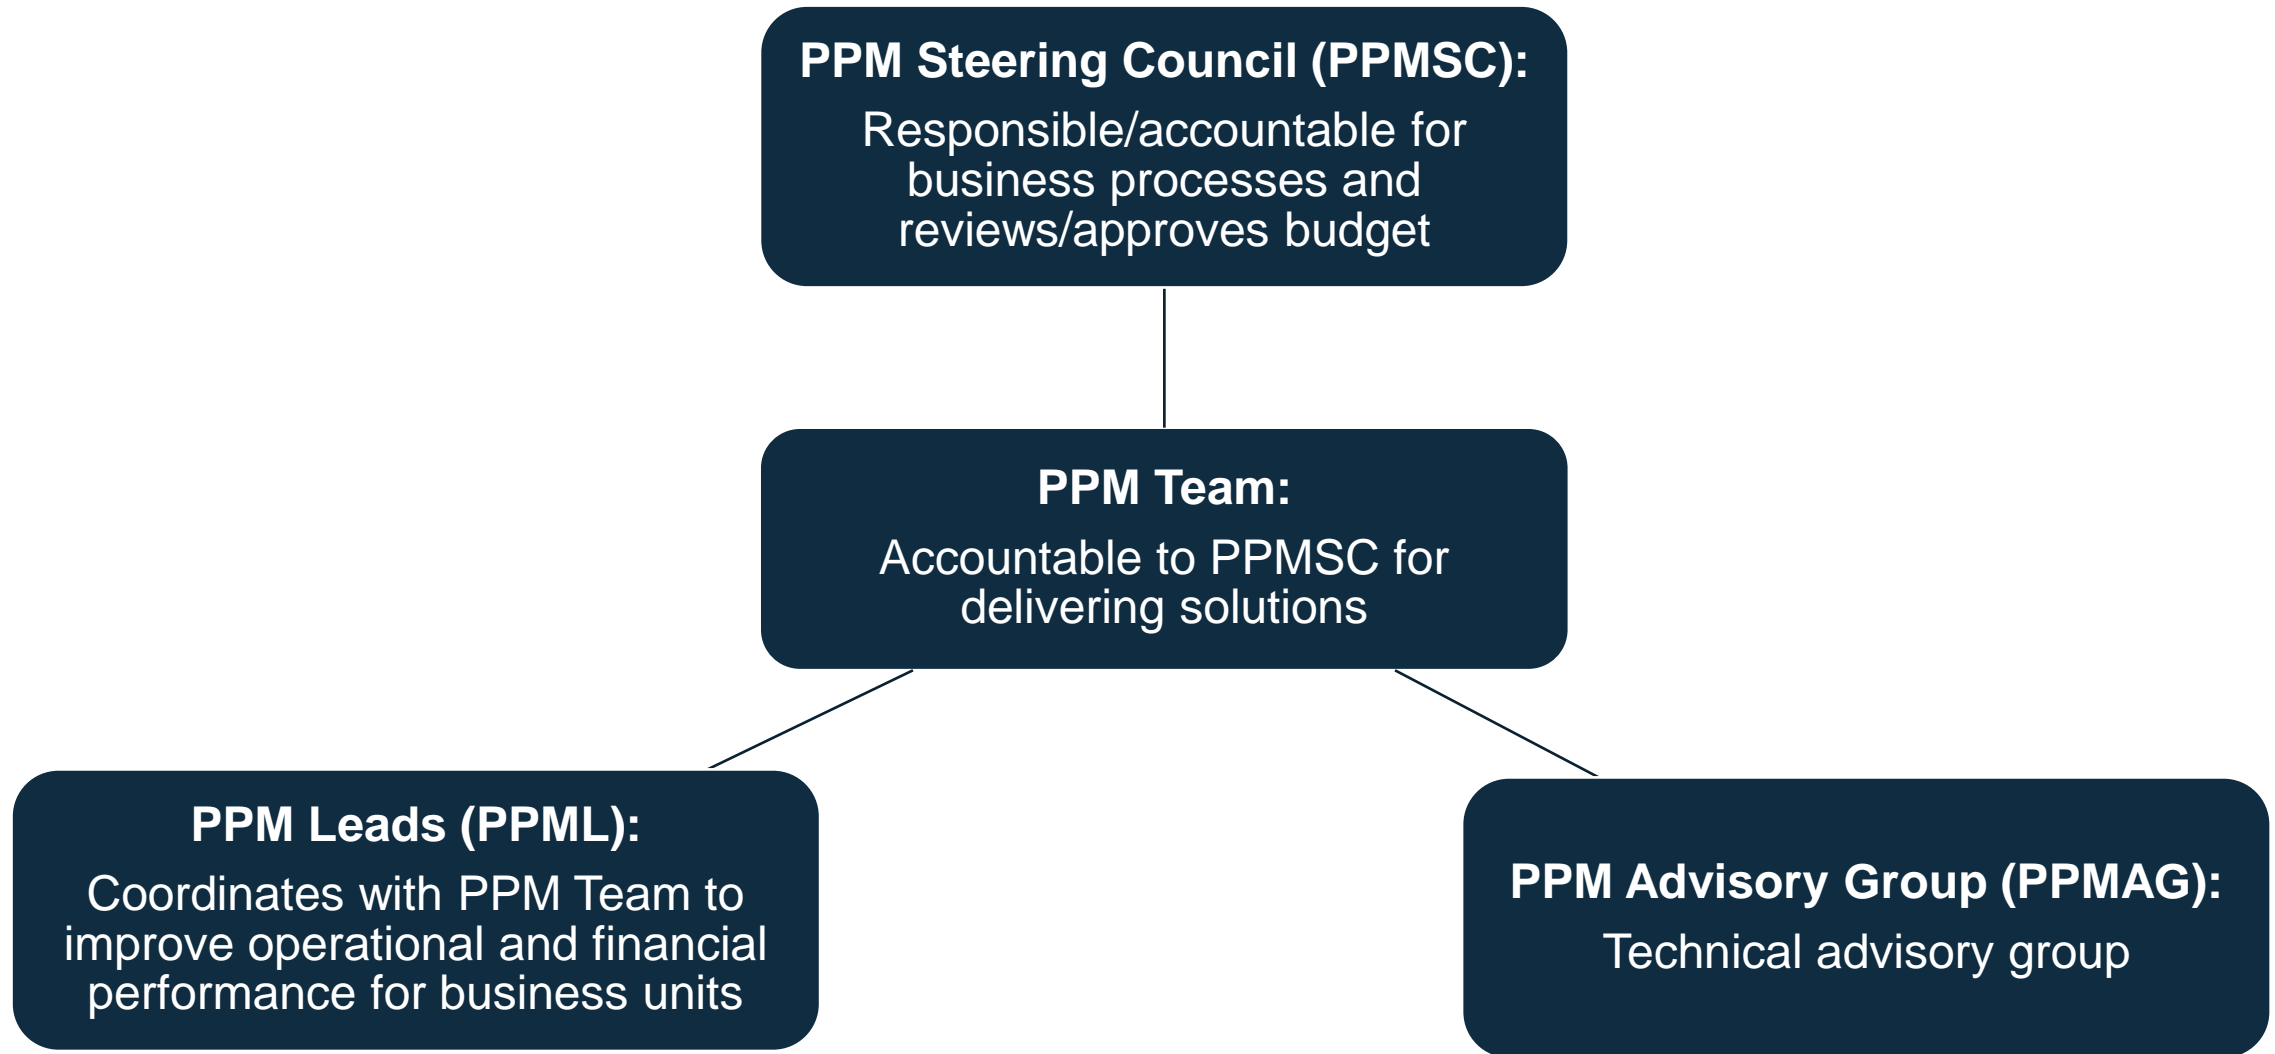 PPM Steering Council (PPMSC):
Responsible/accountable for
business processes and
reviews/approves budget
PPM Team:
Accountable to PPMSC for
delivering solutions
PPM Leads (PPML):
Coordinates with PPM Team to
improve operational and financial
performance for business units
PPM Advisory Group (PPMAG):
Technical advisory group